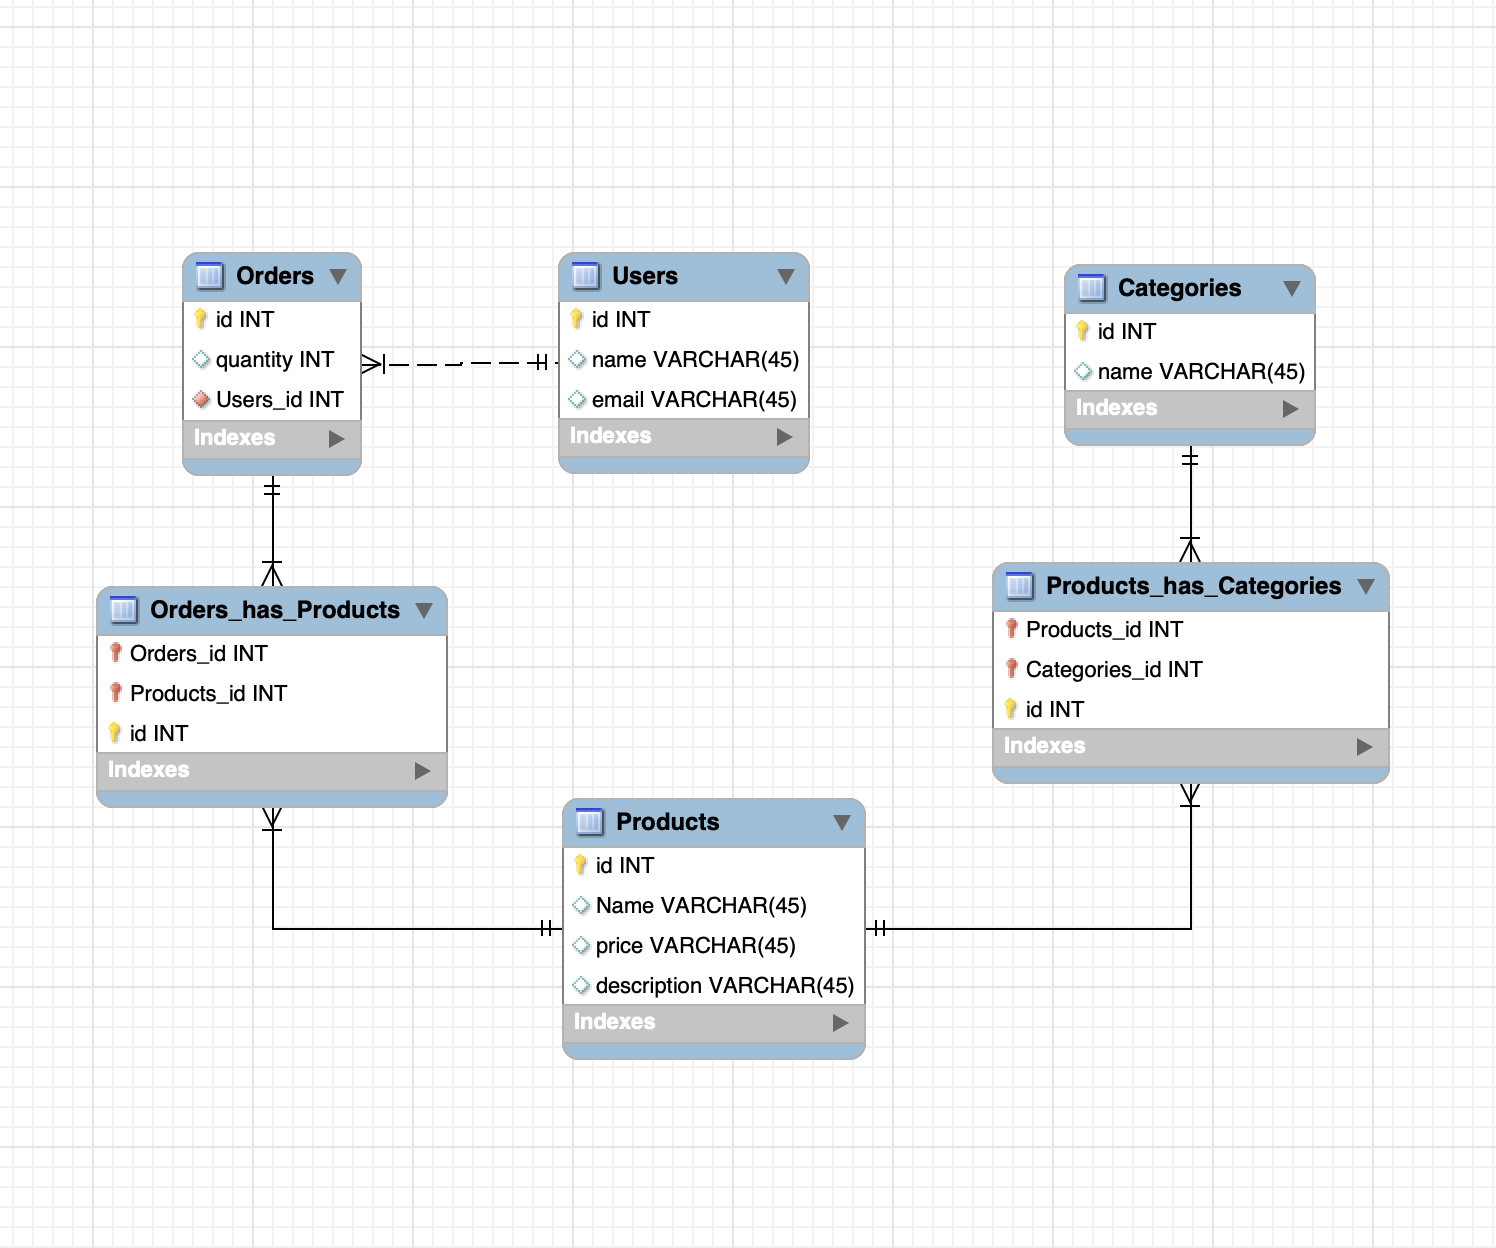 Orders
id INT
quantity INT
Users_id INT
Indexes
Users
id INT
name VARCHAR(45)
email VARCHAR(45)
Indexes
Categories
id INT
name VARCHAR(45)
Indexes
Orders_has_Products
Orders_id INT
Products_id INT
id INT
Indexes
Products_has_Categories
Products_id INT
Categories_id INT
id INT
Indexes
Products
id INT
Name VARCHAR(45)
price VARCHAR(45)
description VARCHAR(45)
Indexes